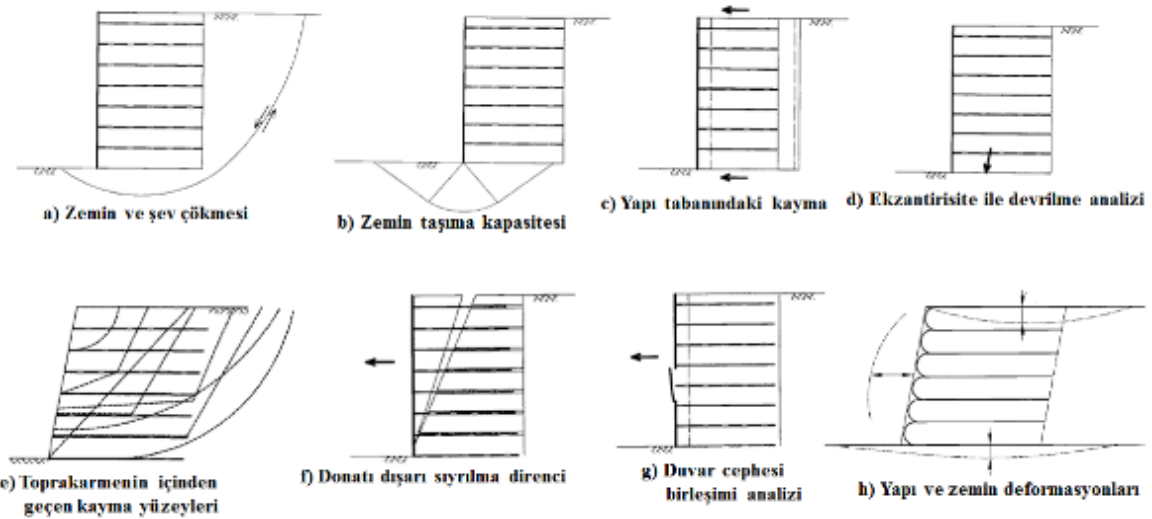 a) Zemin ve şev çökmesi
b) Zemin taşıma kapasitesi
c) Yapı tabanındaki kayma
d) Ekzantirisite ile devrilme analizi
e) Toprakarmenin içinden
geçen kayma yüzeyleri
f) Donatı dışarı sıyrılma direnci
g) Duvar cephesi
birleşimi analizi
h) Yapı ve zemin deformasyonları